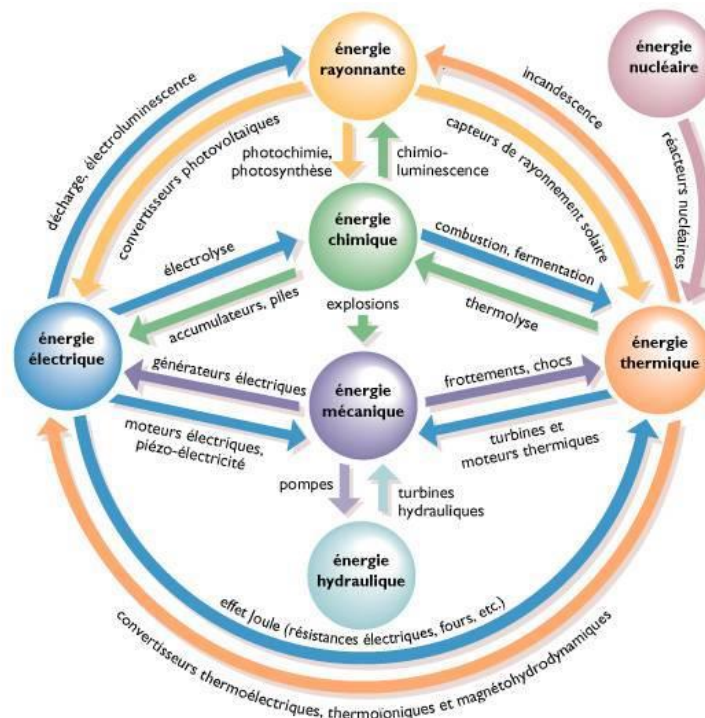 énergie
rayonnante
énergie
nucléaire
décharge, électroluminescence
convertisseurs photovoltaïques
photochimie,
photosynthèse
chimio-
luminescence
capteurs de rayonnement solaire
incandescence
réacteurs nucléaires
énergie
chimique
électrolyse
combustion, fermentation
accumulateurs, piles
explosions
thermolyse
énergie
électrique
énergie
thermique
générateurs électriques
énergie
mécanique
frottements, chocs
moteurs électriques,
piézo-électricité
turbines et
moteurs thermiques
pompes
turbines
hydrauliques
énergie
hydraulique
effet Joule (résistances électriques, fours, etc.)
convertisseurs thermoélectriques, thermoïoniques et magnétohydrodynamiques